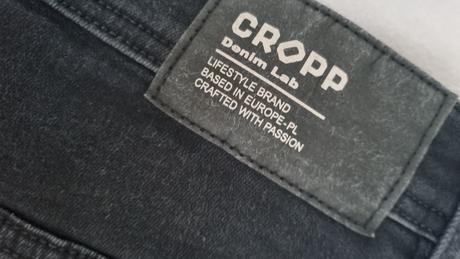 CROPP
Denim Lab
LIFESTYLE BRAND
BASED IN EUROPE-PL
CRAFTED WITH PASSION